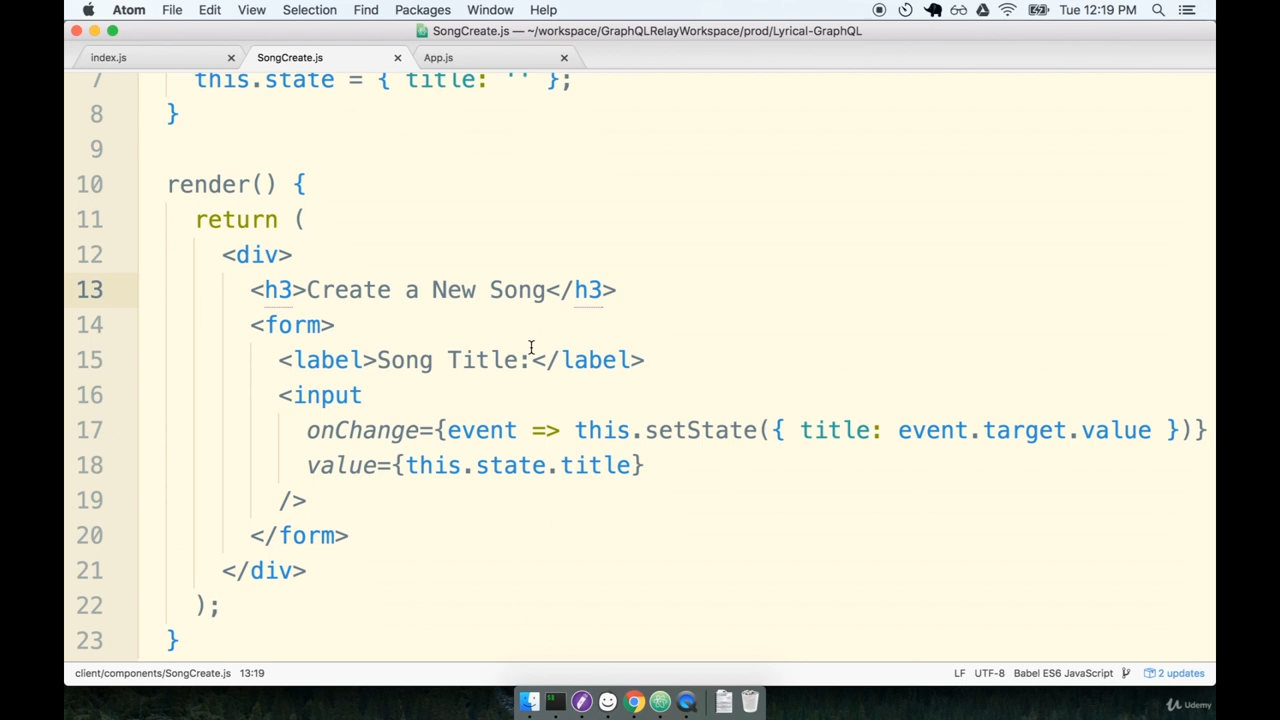 Atom File Edit View Selection Find Packages Window Help Tue 12:19 PM
SongCreate.js — ~/workspace/GraphQLRelayWorkspace/prod/Lyrical-GraphQL
index.js SongCreate.js App.js
7 this.state = { title: '' };
8 }
9
10 render() {
11 return (
12 <div>
13 <h3>Create a New Song</h3>
14 <form>
15 <label>Song Title:</label>
16 <input
17 onChange={event => this.setState({ title: event.target.value })}
18 value={this.state.title}
19 />
20 </form>
21 </div>
22 );
23 }
client/components/SongCreate.js 13:19 LF UTF-8 Babel ES6 JavaScript 2 updates
Udemy